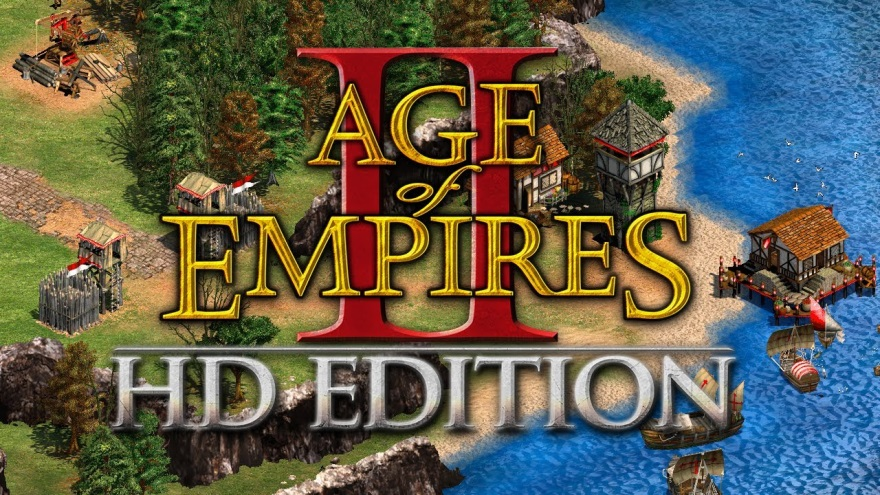 II
AGE
of
EMPIRES
HD EDITION